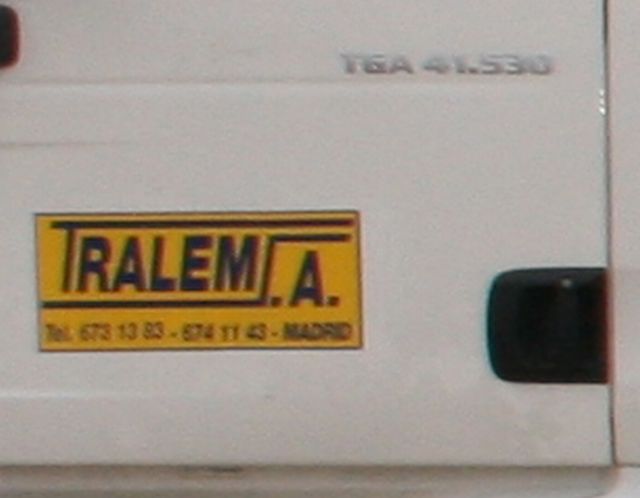 TGA 41.530
TRALEM S.A.
Tel. 673 13 83 - 674 11 43 - MADRID